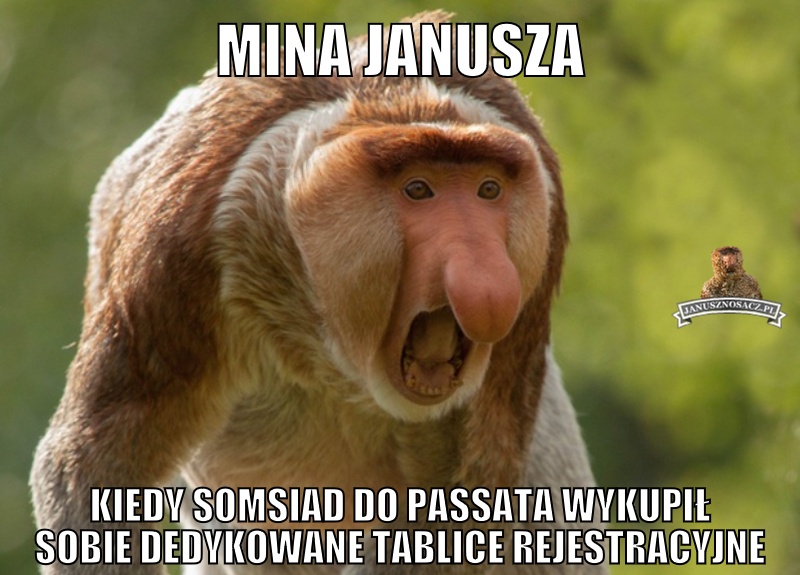 MINA JANUSZA
JANUSZNOSACZ.PL
KIEDY SOMSIAD DO PASSATA WYKUPIŁ
SOBIE DEDYKOWANE TABLICE REJESTRACYJNE